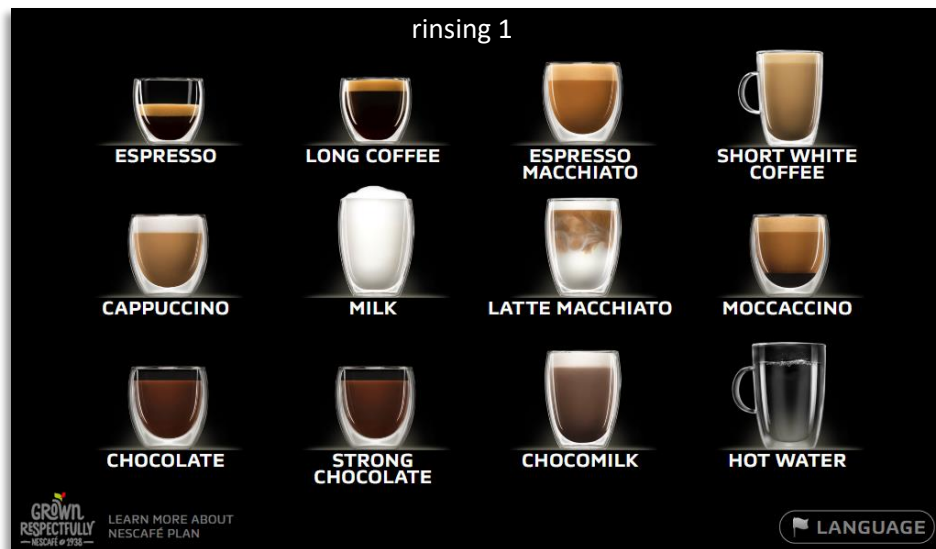 rinsing 1
ESPRESSO
LONG COFFEE
ESPRESSO
MACCHIATO
SHORT WHITE
COFFEE
CAPPUCCINO
MILK
LATTE MACCHIATO
MOCCACCINO
CHOCOLATE
STRONG
CHOCOLATE
CHOCOMILK
HOT WATER
GROWN
RESPECTFULLY
NESCAFÉ @ 1938
LEARN MORE ABOUT
NESCAFÉ PLAN
LANGUAGE